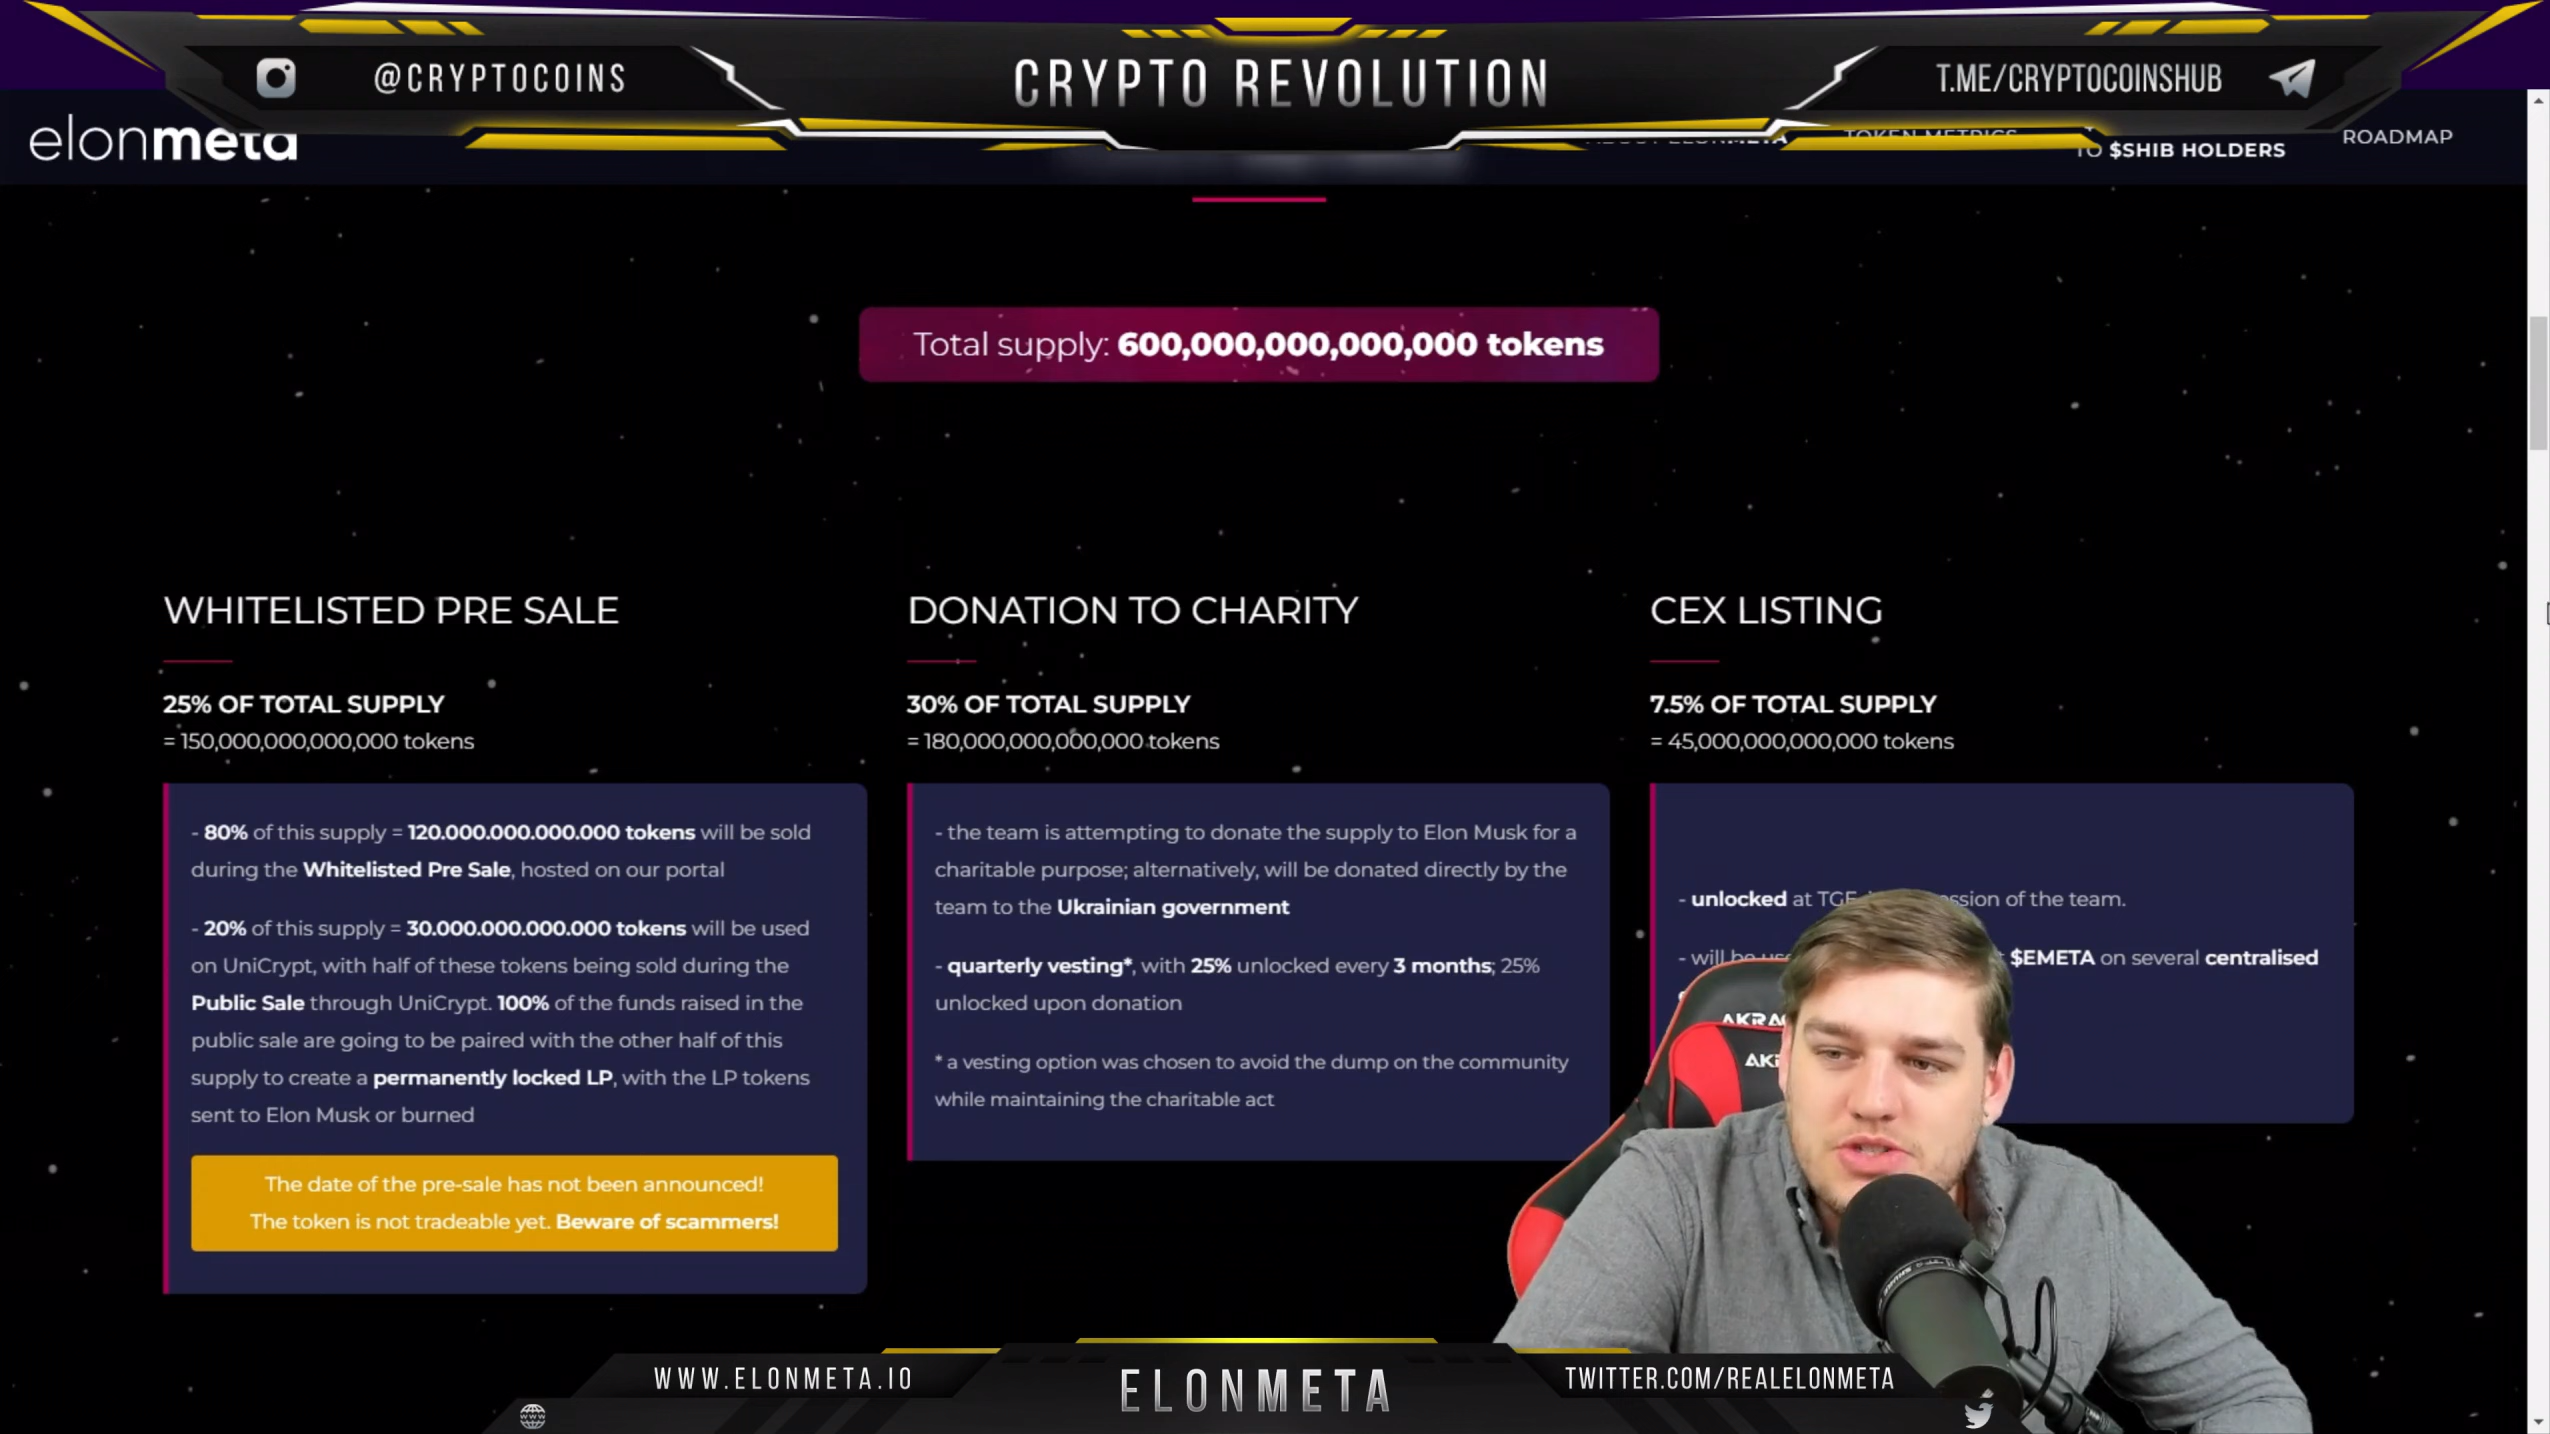 @CRYPTOCOINS
CRYPTO REVOLUTION
T.ME/CRYPTOCOINSHUB
elonmeta
TOKEN METRICS
TO $SHIB HOLDERS
ROADMAP
Total supply: 600,000,000,000,000 tokens
WHITELISTED PRE SALE
25% OF TOTAL SUPPLY
= 150,000,000,000,000 tokens
- 80% of this supply = 120.000.000.000.000 tokens will be sold
during the Whitelisted Pre Sale, hosted on our portal
- 20% of this supply = 30.000.000.000.000 tokens will be used
on UniCrypt, with half of these tokens being sold during the
Public Sale through UniCrypt. 100% of the funds raised in the
public sale are going to be paired with the other half of this
supply to create a permanently locked LP, with the LP tokens
sent to Elon Musk or burned
The date of the pre-sale has not been announced!
The token is not tradeable yet. Beware of scammers!
DONATION TO CHARITY
30% OF TOTAL SUPPLY
= 180,000,000,000,000 tokens
- the team is attempting to donate the supply to Elon Musk for a
charitable purpose; alternatively, will be donated directly by the
team to the Ukrainian government
- quarterly vesting*, with 25% unlocked every 3 months; 25%
unlocked upon donation
* a vesting option was chosen to avoid the dump on the community
while maintaining the charitable act
CEX LISTING
7.5% OF TOTAL SUPPLY
= 45,000,000,000,000 tokens
- unlocked at of the team.
- will $EMETA on several centralised
WWW.ELONMETA.IO
ELONMETA
TWITTER.COM/REALELONMETA